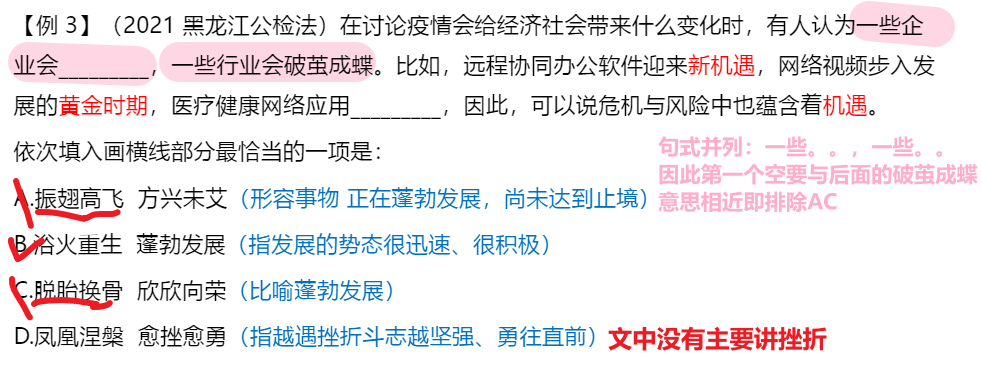 【例 3】（2021 黑龙江公检法）在讨论疫情会给经济社会带来什么变化时，有人认为一些企
业会_________，一些行业会破茧成蝶。比如，远程协同办公软件迎来新机遇，网络视频步入发
展的黄金时期，医疗健康网络应用_________，因此，可以说危机与风险中也蕴含着机遇。
依次填入画横线部分最恰当的一项是：
句式并列：一些。。，一些。。
因此第一个空要与后面的破茧成蝶
意思相近即排除AC
A.振翅高飞 方兴未艾（形容事物 正在蓬勃发展，尚未达到止境）
B.浴火重生 蓬勃发展（指发展的势态很迅速、很积极）
C.脱胎换骨 欣欣向荣（比喻蓬勃发展）
D.凤凰涅槃 愈挫愈勇（指越遇挫折斗志越坚强、勇往直前）文中没有主要讲挫折